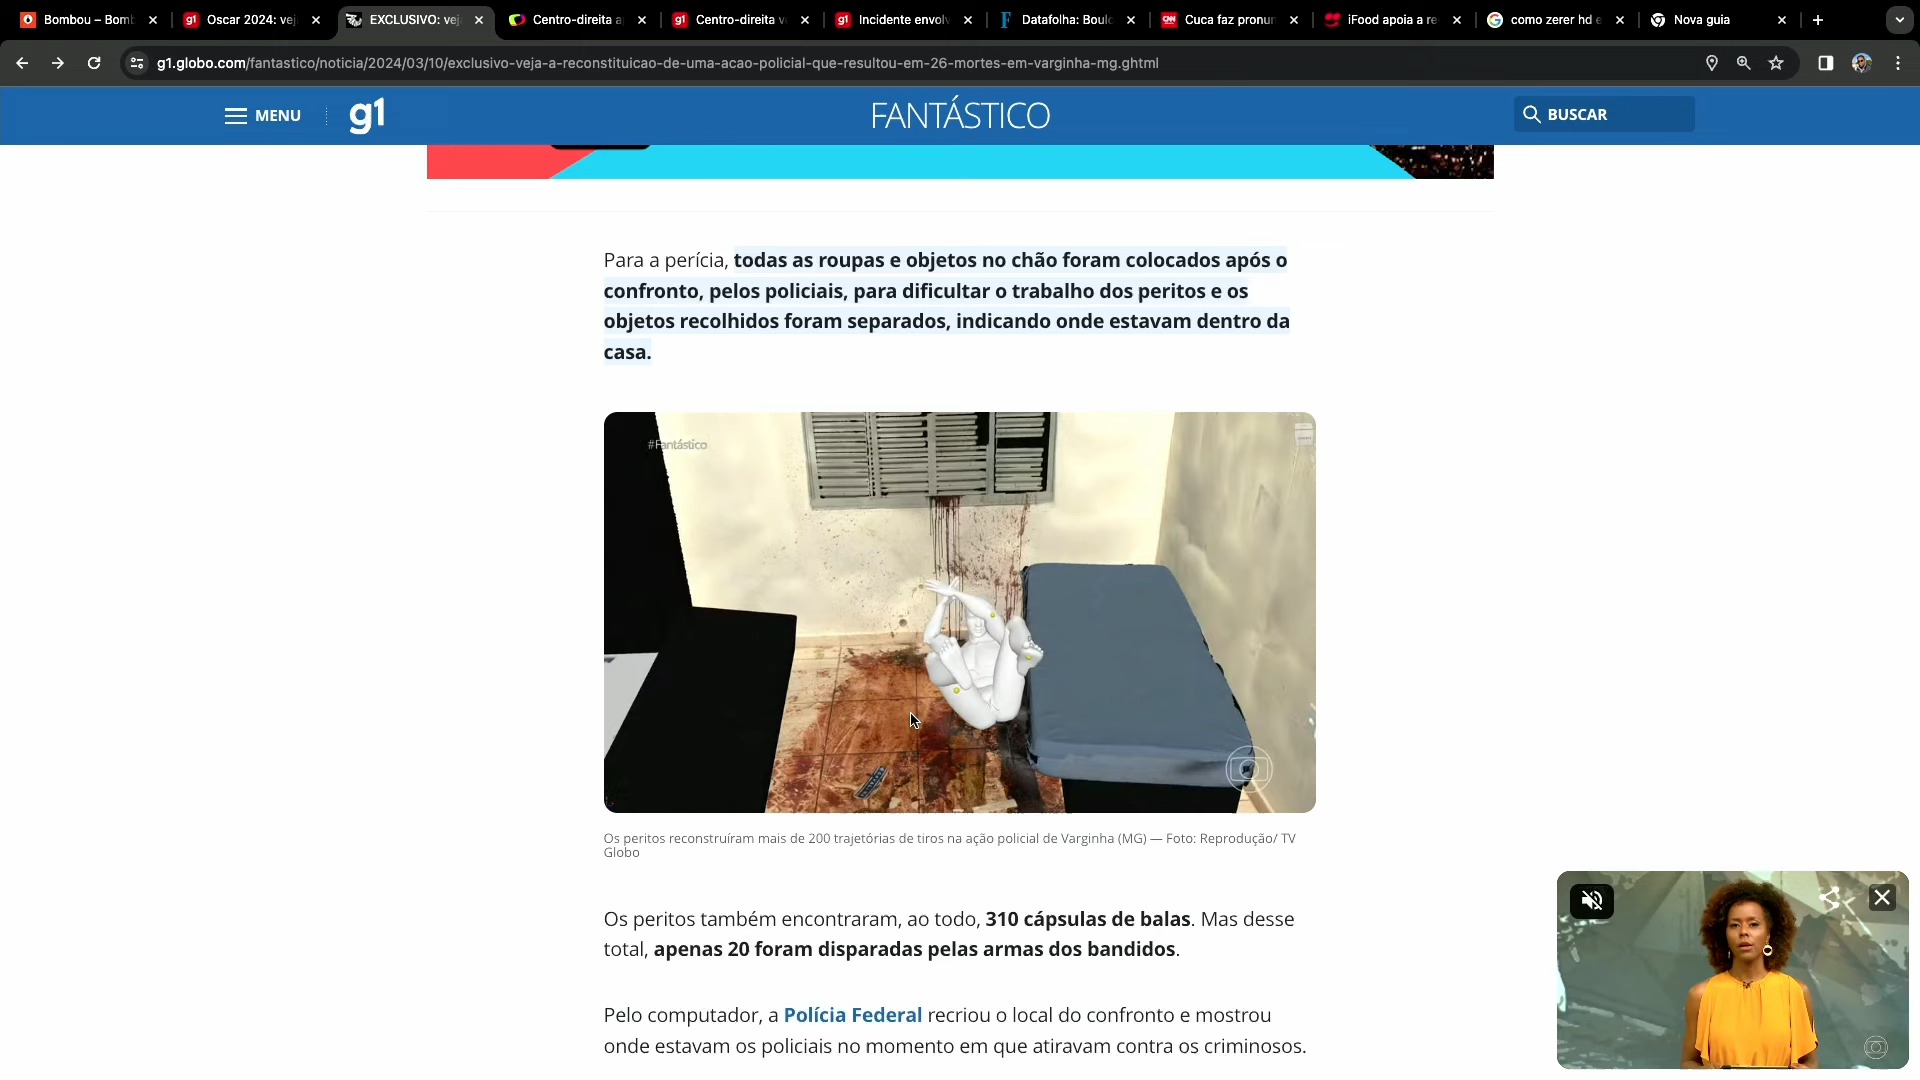 Bombou – Bomb
Oscar 2024: vej
EXCLUSIVO: vej
Centro-direita a
Centro-direita v
Incidente envolv
Datafolha: Boulo
Cuca faz pronun
iFood apoia a re
como zerer hd e
Nova guia
g1.globo.com/fantastico/noticia/2024/03/10/exclusivo-veja-a-reconstituicao-de-uma-acao-policial-que-resultou-em-26-mortes-em-varginha-mg.ghtml
MENU
g1
FANTÁSTICO
BUSCAR
Para a perícia, todas as roupas e objetos no chão foram colocados após o
confronto, pelos policiais, para dificultar o trabalho dos peritos e os
objetos recolhidos foram separados, indicando onde estavam dentro da
casa.
#Fantástico
Os peritos reconstruíram mais de 200 trajetórias de tiros na ação policial de Varginha (MG) — Foto: Reprodução/ TV
Globo
Os peritos também encontraram, ao todo, 310 cápsulas de balas. Mas desse
total, apenas 20 foram disparadas pelas armas dos bandidos.
Pelo computador, a Polícia Federal recriou o local do confronto e mostrou
onde estavam os policiais no momento em que atiravam contra os criminosos.